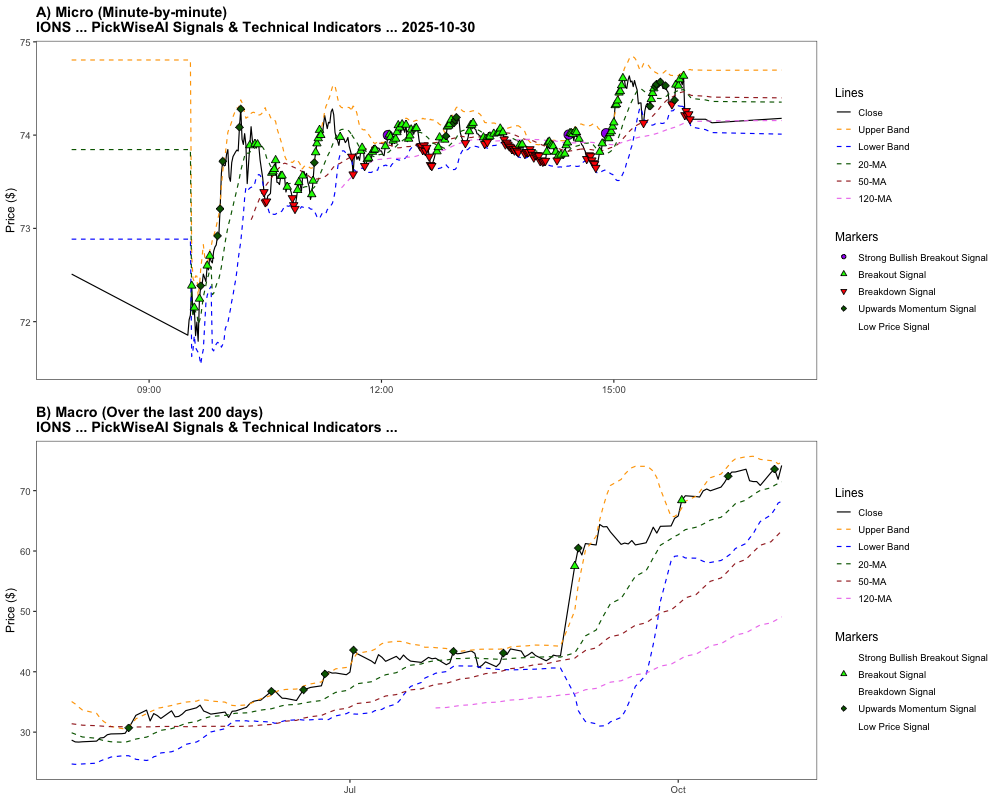 A) Micro (Minute-by-minute)
IONS ... PickWiseAI Signals & Technical Indicators ... 2025-10-30
75
74
73
72
Price ($)
09:00
12:00
15:00
Lines
Close
Upper Band
Lower Band
20-MA
50-MA
120-MA
Markers
Strong Bullish Breakout Signal
Breakout Signal
Breakdown Signal
Upwards Momentum Signal
Low Price Signal
B) Macro (Over the last 200 days)
IONS ... PickWiseAI Signals & Technical Indicators ...
70
60
50
40
30
Price ($)
Jul
Oct
Lines
Close
Upper Band
Lower Band
20-MA
50-MA
120-MA
Markers
Strong Bullish Breakout Signal
Breakout Signal
Breakdown Signal
Upwards Momentum Signal
Low Price Signal